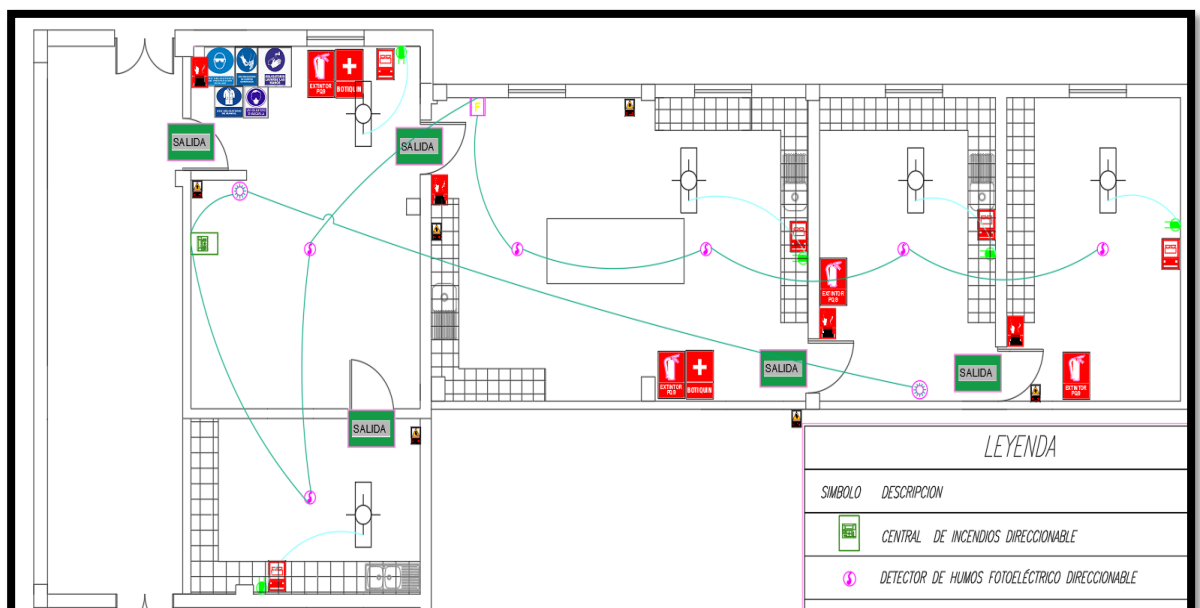 EXTINTOR
PQS
BOTIQUIN
SALIDA
SALIDA
F
EXTINTOR
PQS
EXTINTOR
PQS
BOTIQUIN
SALIDA
SALIDA
EXTINTOR
PQS
SALIDA
LEYENDA
SIMBOLO DESCRIPCION
CENTRAL DE INCENDIOS DIRECCIONABLE
DETECTOR DE HUMOS FOTOELÉCTRICO DIRECCIONABLE